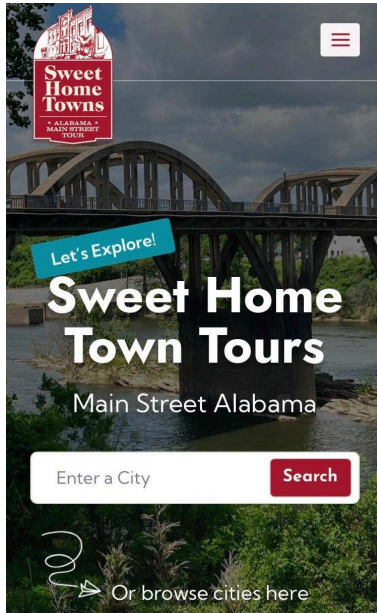 Sweet
Home
Towns
• ALABAMA •
MAIN STREET
TOUR
Let's Explore!
Sweet Home
Town Tours
Main Street Alabama
Enter a City
Search
Or browse cities here